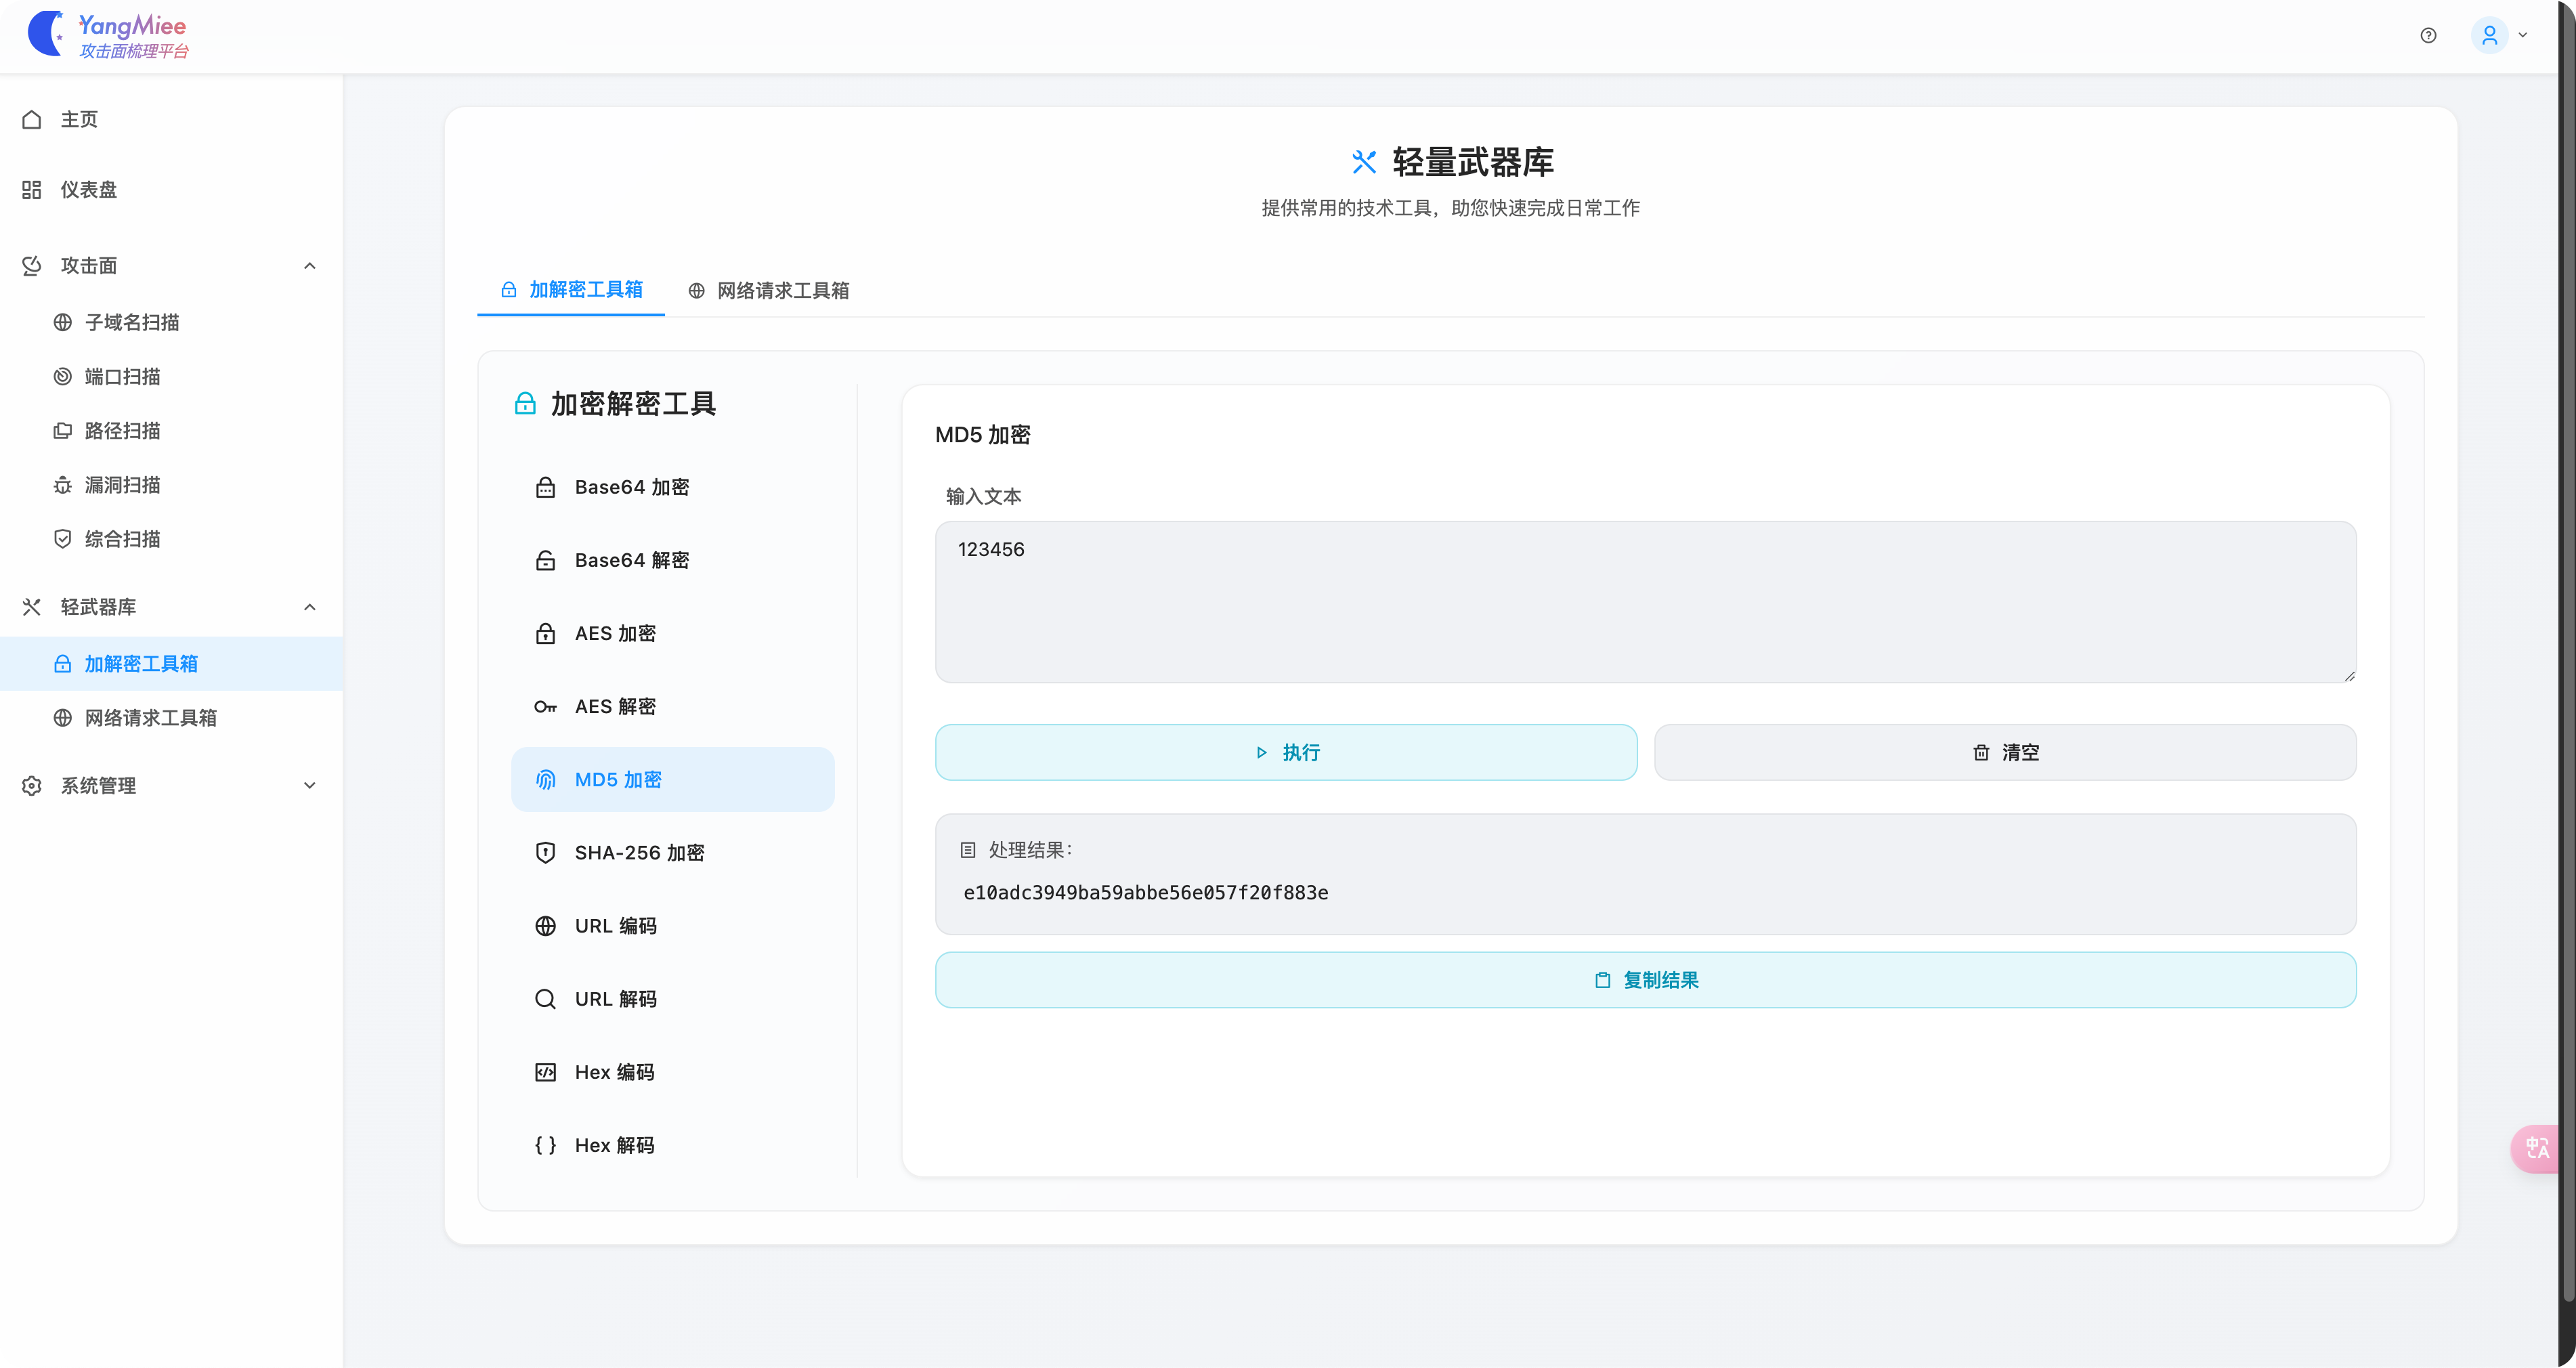 YangMiee
攻击面梳理平台
主页
仪表盘
攻击面
子域名扫描
端口扫描
路径扫描
漏洞扫描
综合扫描
轻武器库
加解密工具箱
网络请求工具箱
系统管理
轻量武器库
提供常用的技术工具，助您快速完成日常工作
加解密工具箱
网络请求工具箱
加密解密工具
Base64 加密
Base64 解密
AES 加密
AES 解密
MD5 加密
SHA-256 加密
URL 编码
URL 解码
Hex 编码
Hex 解码
MD5 加密
输入文本
123456
执行
清空
处理结果：
e10adc3949ba59abbe56e057f20f883e
复制结果
中A